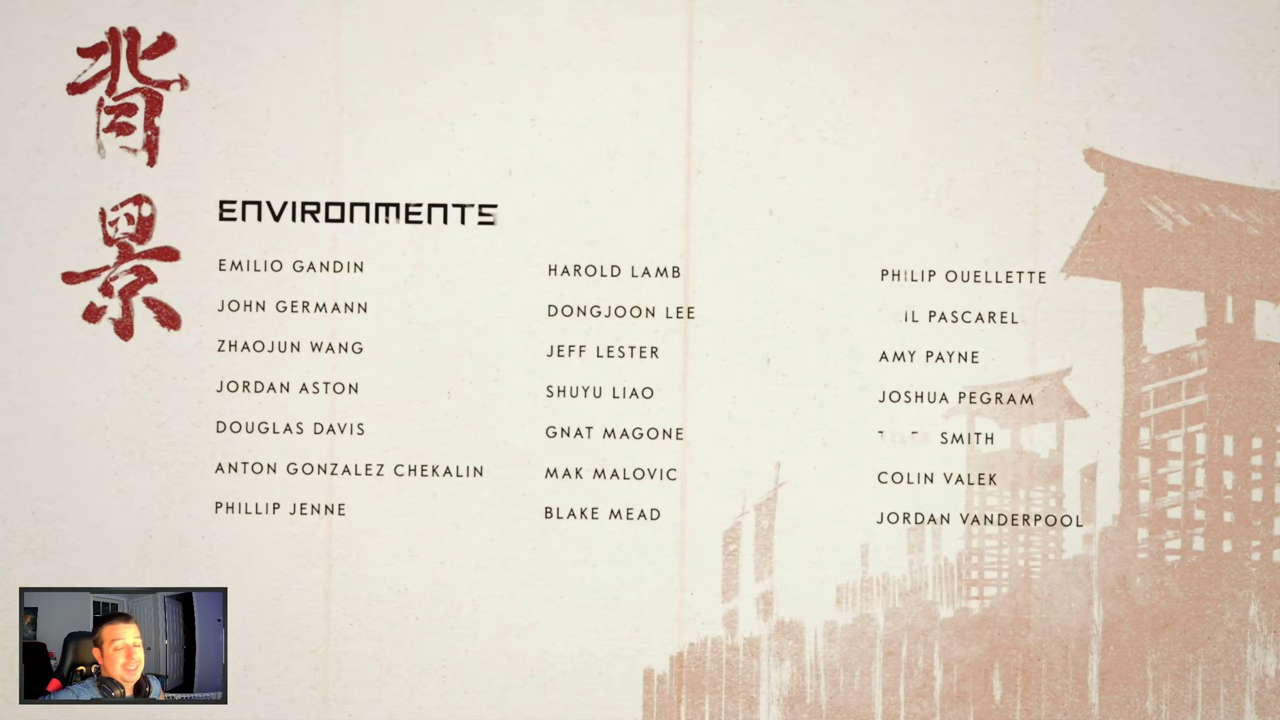 背景
ENVIRONMENTS
EMILIO GANDIN
JOHN GERMANN
ZHAOJUN WANG
JORDAN ASTON
DOUGLAS DAVIS
ANTON GONZALEZ CHEKALIN
PHILLIP JENNE
HAROLD LAMB
DONGJOON LEE
JEFF LESTER
SHUYU LIAO
GNAT MAGONE
MAK MALOVIC
BLAKE MEAD
PHILIP OUELLETTE
PASCAREL
AMY PAYNE
JOSHUA PEGRAM
SMITH
COLIN VALEK
JORDAN VANDERPOOL